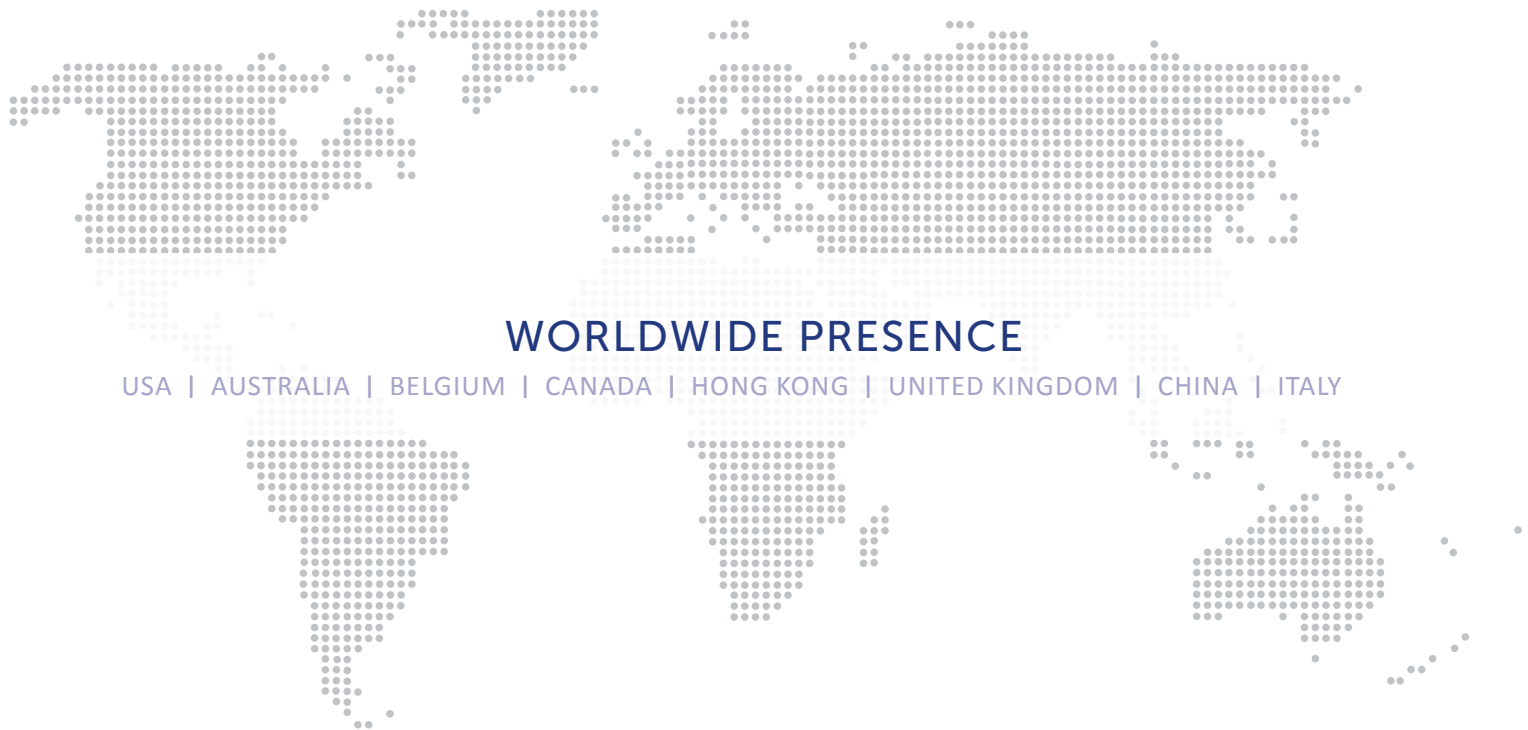 WORLDWIDE PRESENCE
USA | AUSTRALIA | BELGIUM | CANADA | HONG KONG | UNITED KINGDOM | CHINA | ITALY